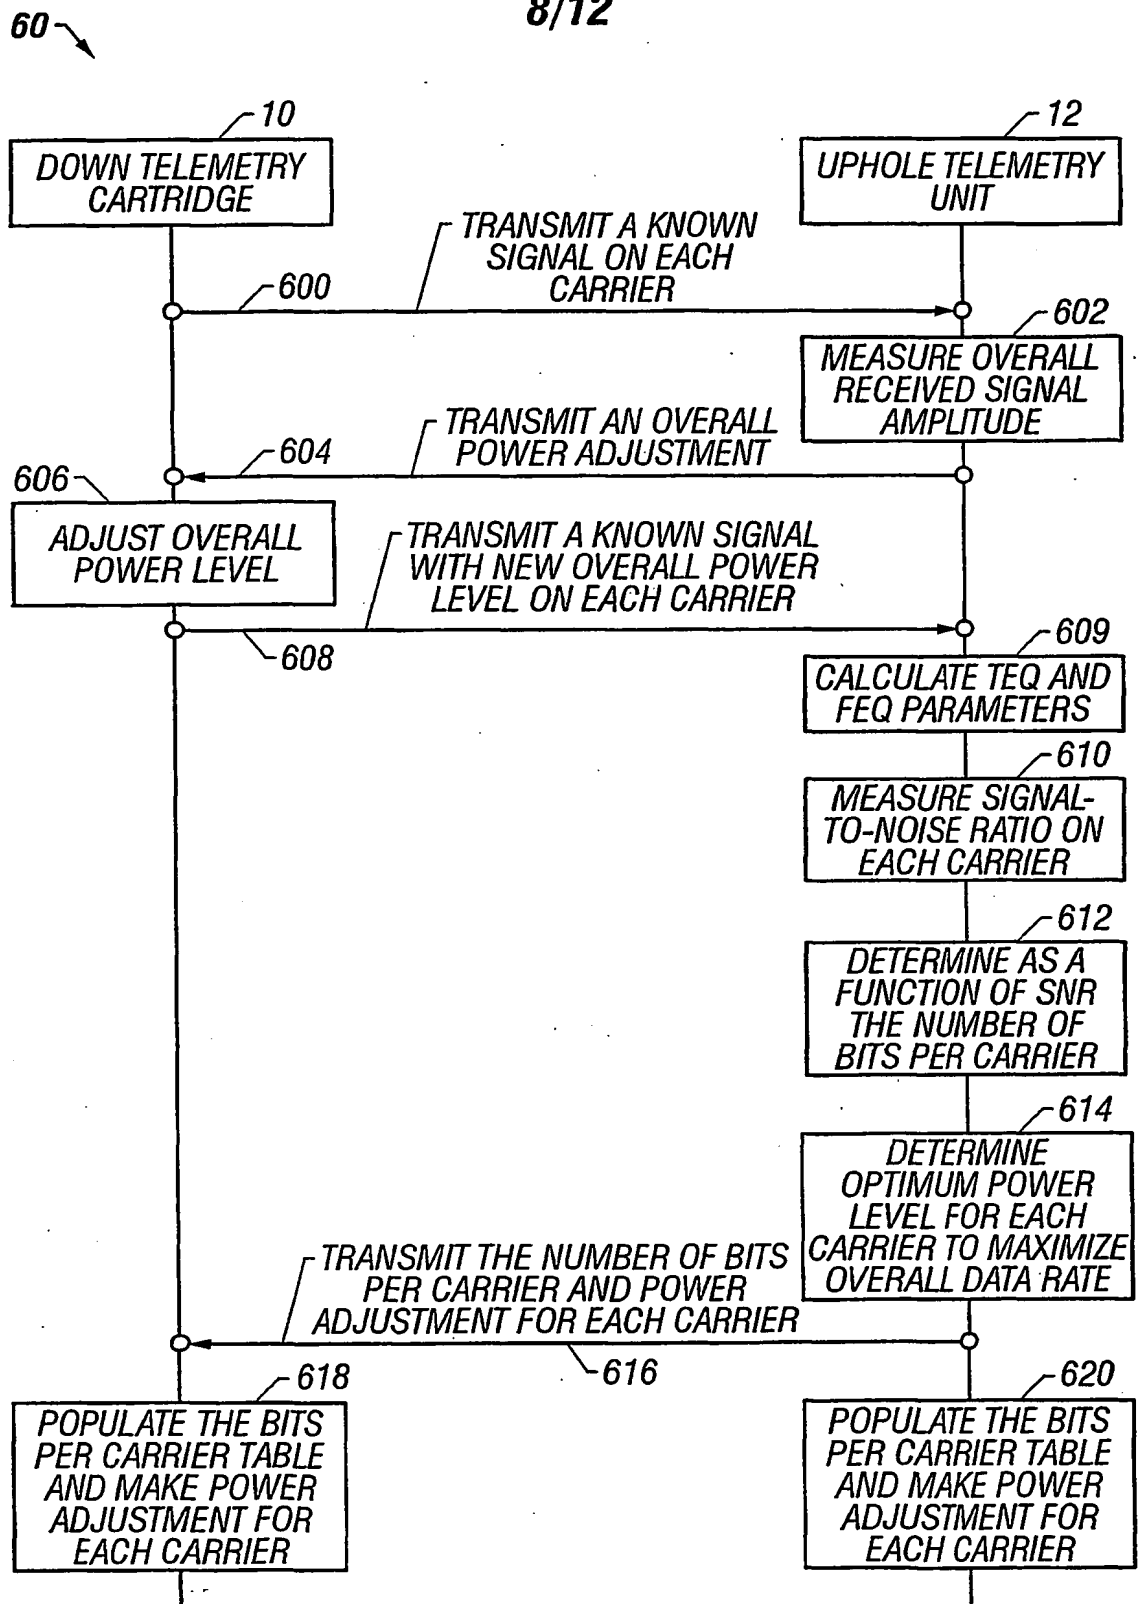 8/12
60
10
12
DOWN TELEMETRY
CARTRIDGE
UPHOLE TELEMETRY
UNIT
TRANSMIT A KNOWN
SIGNAL ON EACH
CARRIER
600
602
MEASURE OVERALL
RECEIVED SIGNAL
AMPLITUDE
TRANSMIT AN OVERALL
POWER ADJUSTMENT
604
606
ADJUST OVERALL
POWER LEVEL
TRANSMIT A KNOWN SIGNAL
WITH NEW OVERALL POWER
LEVEL ON EACH CARRIER
608
609
CALCULATE TEQ AND
FEQ PARAMETERS
610
MEASURE SIGNAL-
TO-NOISE RATIO ON
EACH CARRIER
612
DETERMINE AS A
FUNCTION OF SNR
THE NUMBER OF
BITS PER CARRIER
614
DETERMINE
OPTIMUM POWER
LEVEL FOR EACH
CARRIER TO MAXIMIZE
OVERALL DATA RATE
TRANSMIT THE NUMBER OF BITS
PER CARRIER AND POWER
ADJUSTMENT FOR EACH CARRIER
616
618
POPULATE THE BITS
PER CARRIER TABLE
AND MAKE POWER
ADJUSTMENT FOR
EACH CARRIER
620
POPULATE THE BITS
PER CARRIER TABLE
AND MAKE POWER
ADJUSTMENT FOR
EACH CARRIER